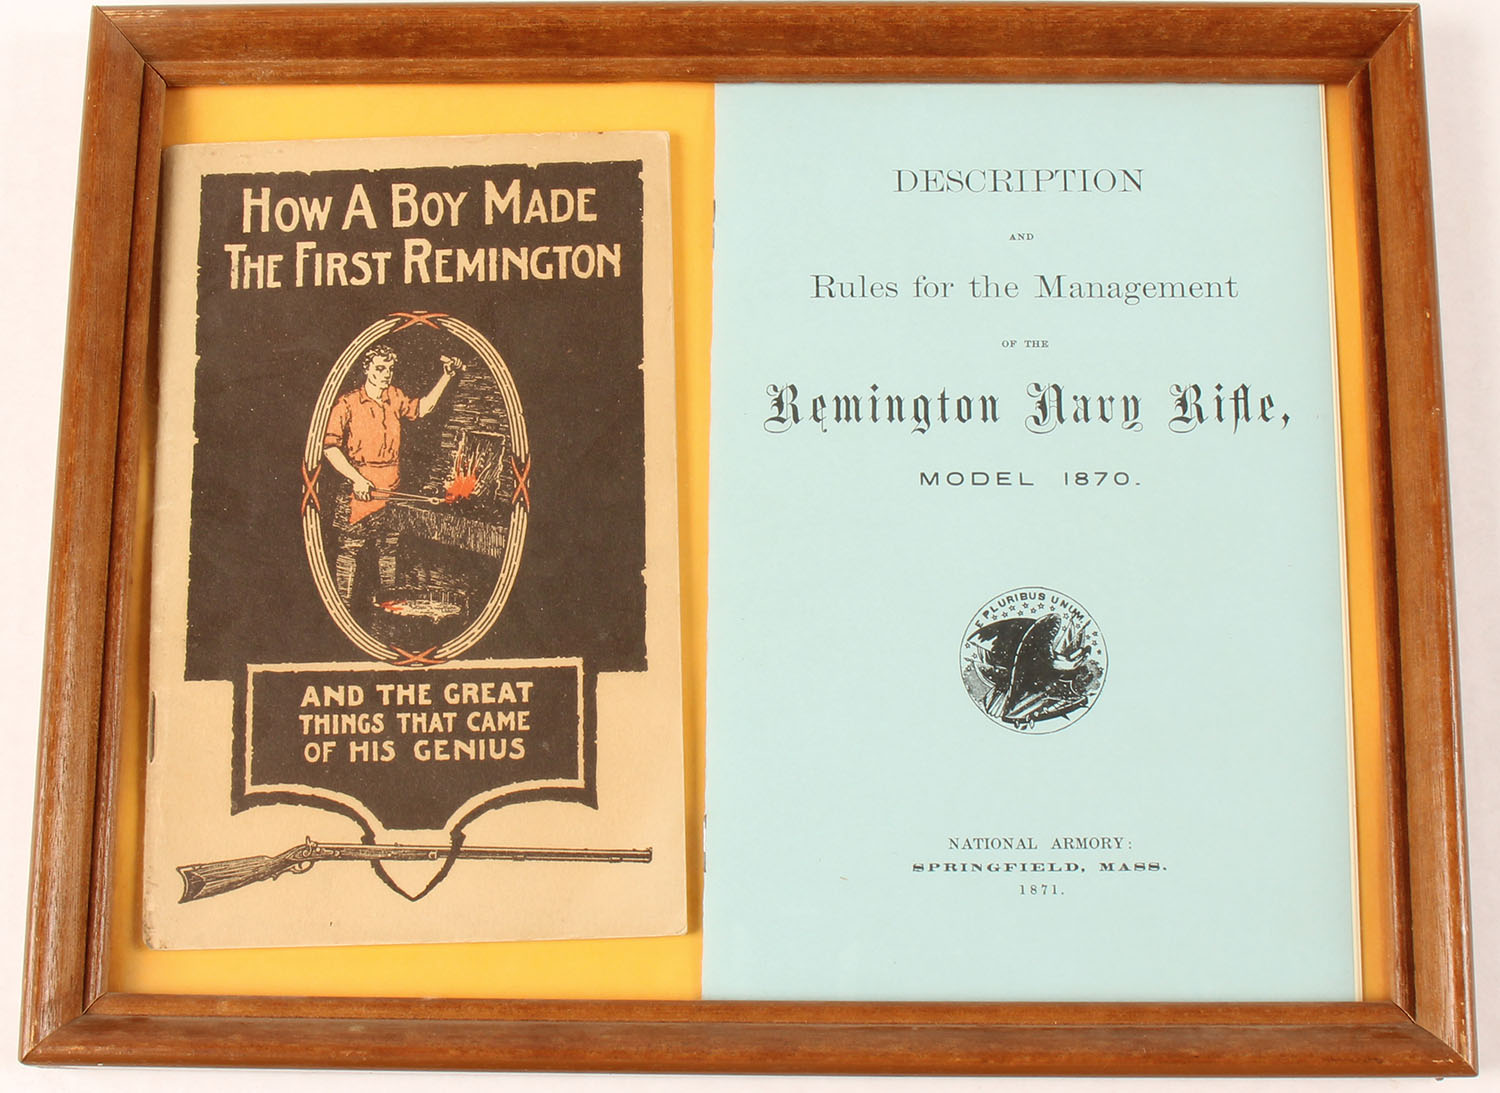 HOW A BOY MADE
THE FIRST REMINGTON
AND THE GREAT
THINGS THAT CAME
OF HIS GENIUS
DESCRIPTION
AND
Rules for the Management
OF THE
Remington Navy Rifle,
MODEL 1870.
E PLURIBUS UNUM.
NATIONAL ARMORY:
SPRINGFIELD, MASS.
1871.